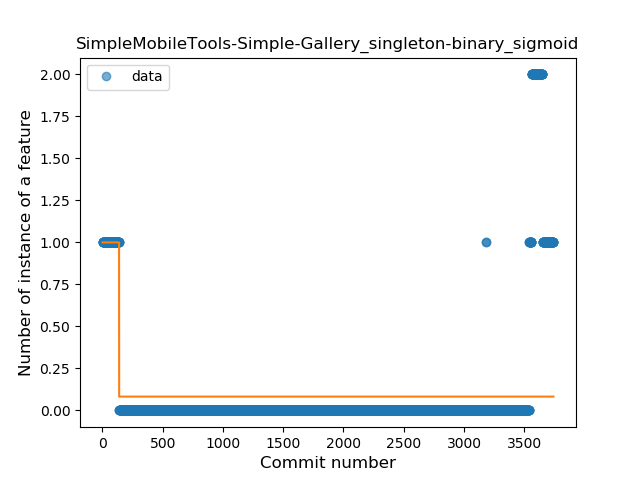 SimpleMobileTools-Simple-Gallery_singleton-binary_sigmoid
data
2.00
1.75
1.50
1.25
1.00
0.75
0.50
0.25
0.00
Number of instance of a feature
0 500 1000 1500 2000 2500 3000 3500
Commit number